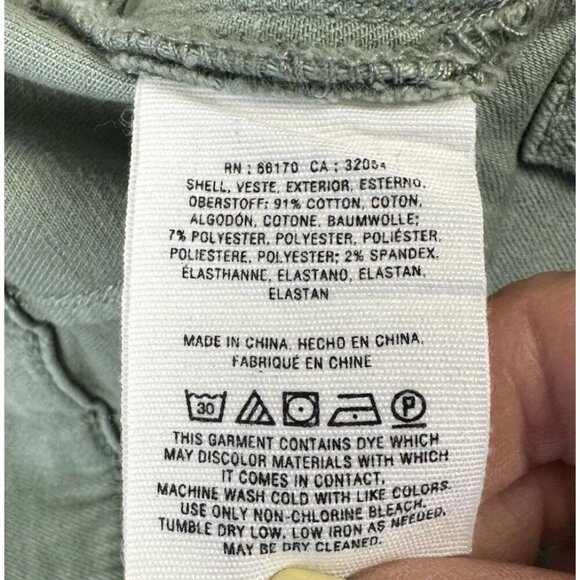 RN : 66170 CA : 32054
SHELL, VESTE, EXTERIOR, ESTERNO,
OBERSTOFF: 91% COTTON, COTON,
ALGODÓN, COTONE, BAUMWOLLE;
7% POLYESTER, POLYESTER, POLIÉSTER,
POLIESTERE, POLYESTER; 2% SPANDEX,
ÉLASTHANNE, ELASTANO, ELASTAN,
ELASTAN
MADE IN CHINA. HECHO EN CHINA.
FABRIQUÉ EN CHINE
30 P
THIS GARMENT CONTAINS DYE WHICH
MAY DISCOLOR MATERIALS WITH WHICH
IT COMES IN CONTACT.
MACHINE WASH COLD WITH LIKE COLORS.
USE ONLY NON-CHLORINE BLEACH.
TUMBLE DRY LOW. LOW IRON AS NEEDED.
MAY BE DRY CLEANED.